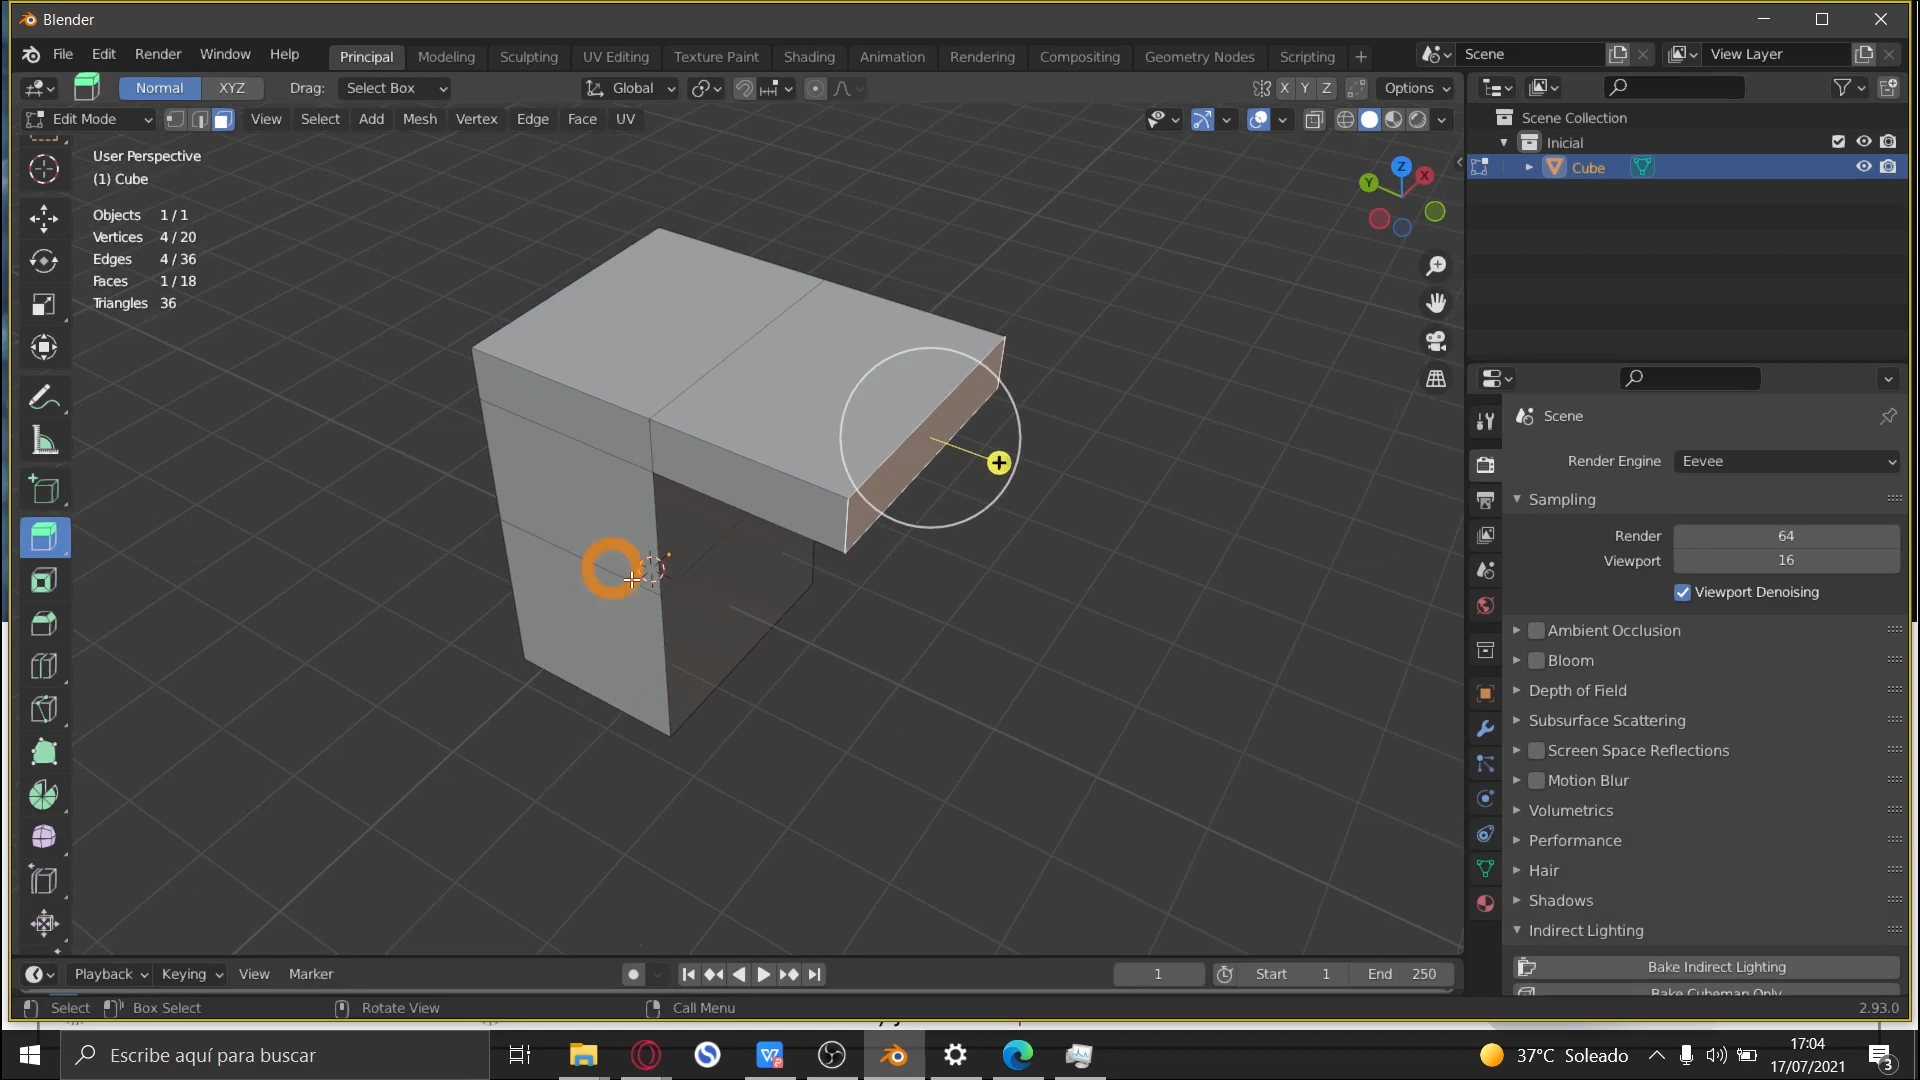 Blender
File Edit Render Window Help Principal Modeling Sculpting UV Editing Texture Paint Shading Animation Rendering Compositing Geometry Nodes Scripting + Scene View Layer
Normal XYZ Drag: Select Box Global X Y Z Options
Edit Mode View Select Add Mesh Vertex Edge Face UV
Scene Collection
Inicial
Cube
User Perspective
(1) Cube
Objects 1/1
Vertices 4/20
Edges 4/36
Faces 1/18
Triangles 36
Z
X
Y
Scene
Render Engine Eevee
Sampling
Render 64
Viewport 16
Viewport Denoising
Ambient Occlusion
Bloom
Depth of Field
Subsurface Scattering
Screen Space Reflections
Motion Blur
Volumetrics
Performance
Hair
Shadows
Indirect Lighting
Bake Indirect Lighting
Bake Cubemap Only
Playback Keying View Marker 1 Start 1 End 250
Select Box Select Rotate View Call Menu 2.93.0
Escribe aquí para buscar
37°C Soleado
17:04
17/07/2021
3